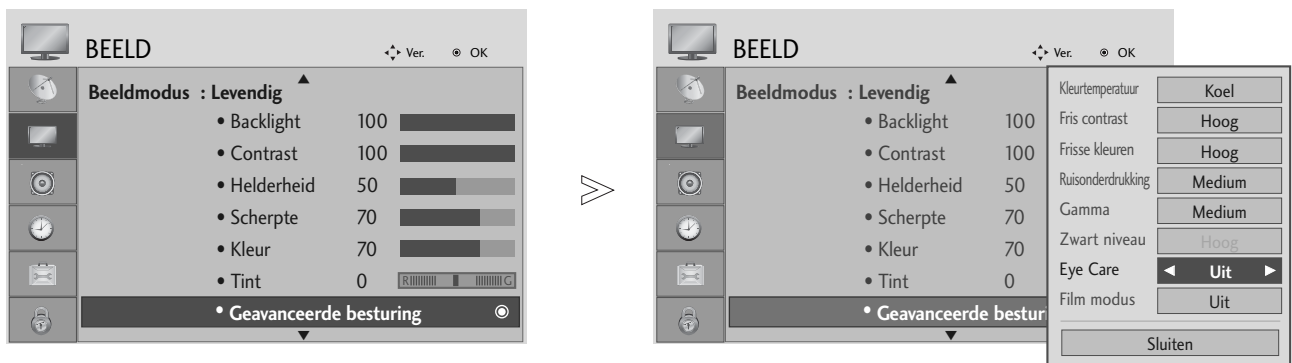 BEELD
Ver. OK
Beeldmodus : Levendig
• Backlight 100
• Contrast 100
• Helderheid 50
• Scherpte 70
• Kleur 70
• Tint 0 R G
• Geavanceerde besturing
BEELD
Ver. OK
Beeldmodus : Levendig
• Backlight 100
• Contrast 100
• Helderheid 50
• Scherpte 70
• Kleur 70
• Tint 0
• Geavanceerde bestur
Kleurtemperatuur Koel
Fris contrast Hoog
Frisse kleuren Hoog
Ruisonderdrukking Medium
Gamma Medium
Zwart niveau Hoog
Eye Care ◄ Uit ►
Film modus Uit
Sluiten